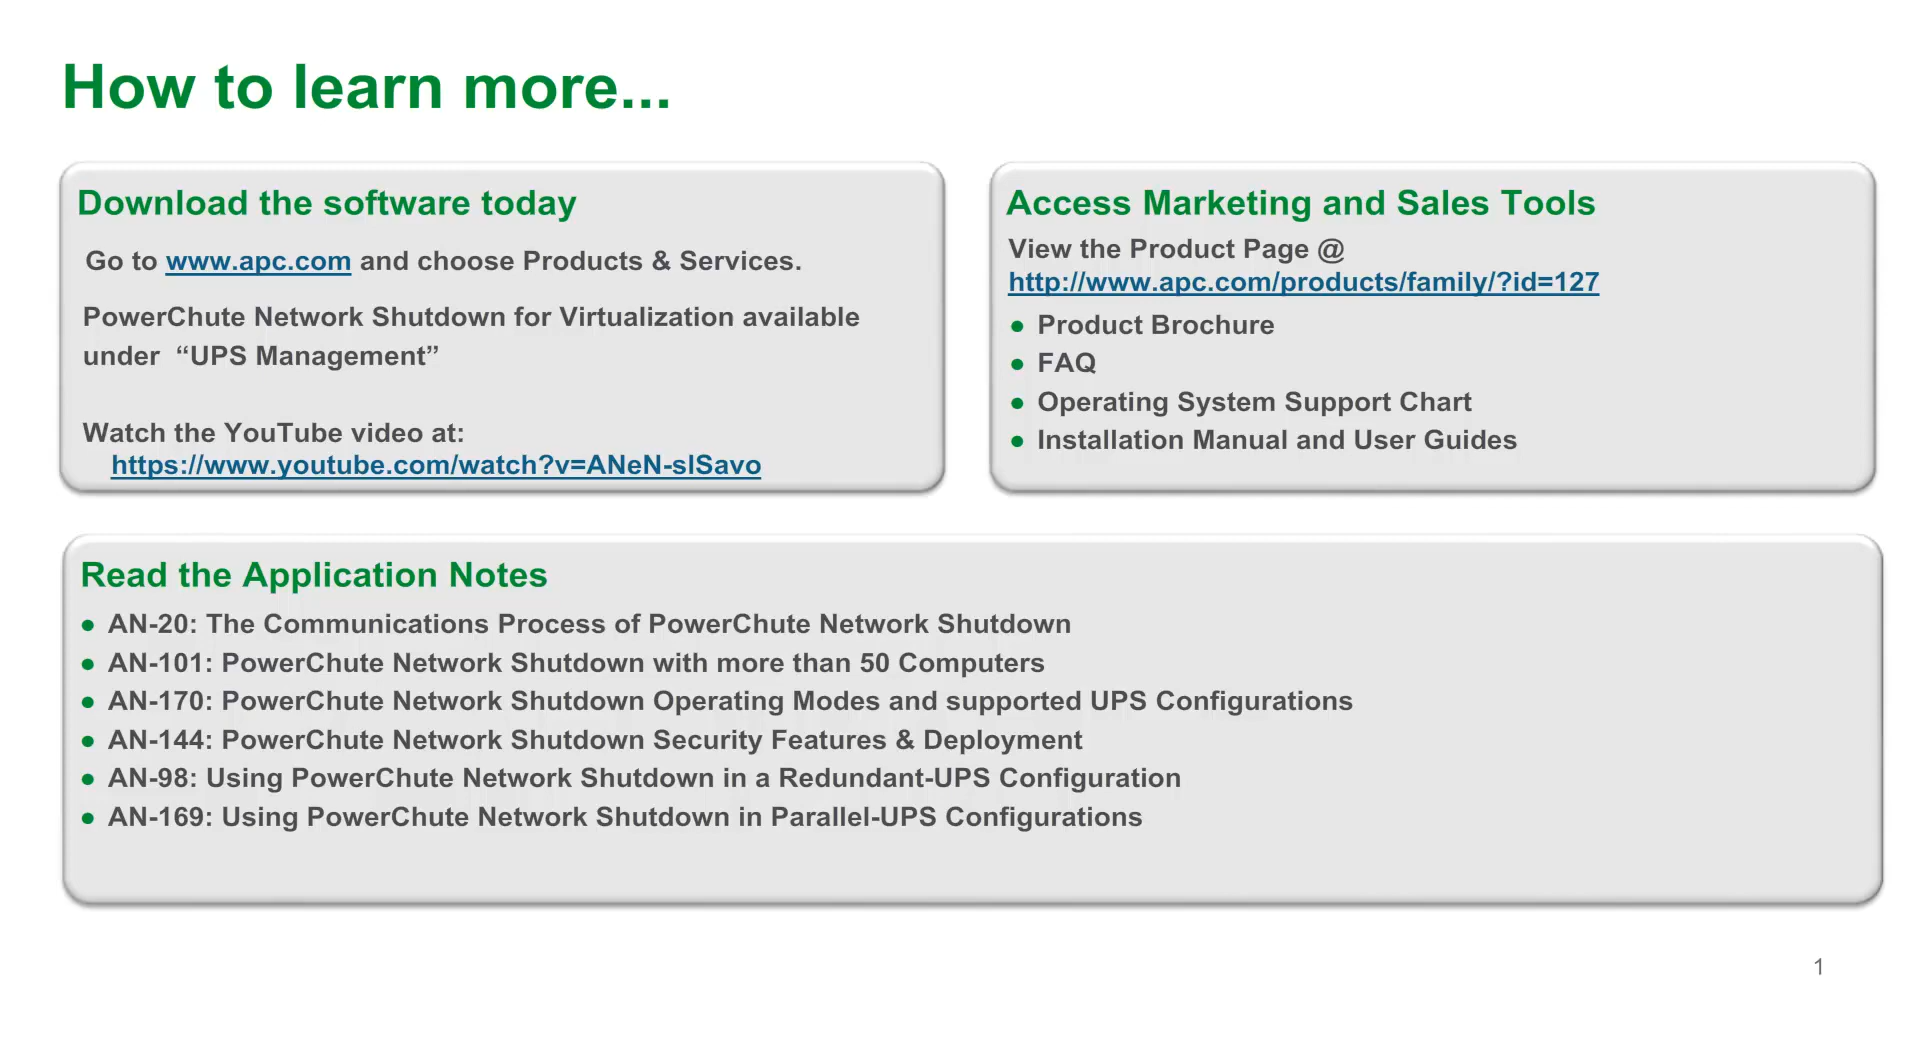 How to learn more...
Download the software today
Go to www.apc.com and choose Products & Services.
PowerChute Network Shutdown for Virtualization available
under “UPS Management”
Watch the YouTube video at:
https://www.youtube.com/watch?v=ANeN-slSavo
Access Marketing and Sales Tools
View the Product Page @
http://www.apc.com/products/family/?id=127
● Product Brochure
● FAQ
● Operating System Support Chart
● Installation Manual and User Guides
Read the Application Notes
● AN-20: The Communications Process of PowerChute Network Shutdown
● AN-101: PowerChute Network Shutdown with more than 50 Computers
● AN-170: PowerChute Network Shutdown Operating Modes and supported UPS Configurations
● AN-144: PowerChute Network Shutdown Security Features & Deployment
● AN-98: Using PowerChute Network Shutdown in a Redundant-UPS Configuration
● AN-169: Using PowerChute Network Shutdown in Parallel-UPS Configurations
1